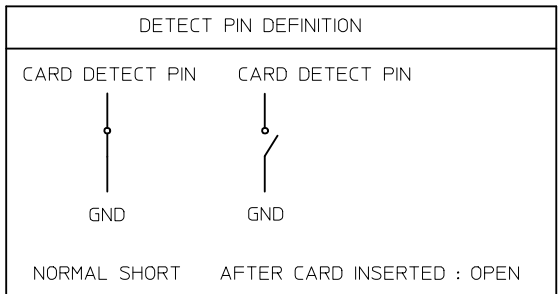 DETECT PIN DEFINITION
CARD DETECT PIN CARD DETECT PIN
GND GND
NORMAL SHORT AFTER CARD INSERTED : OPEN